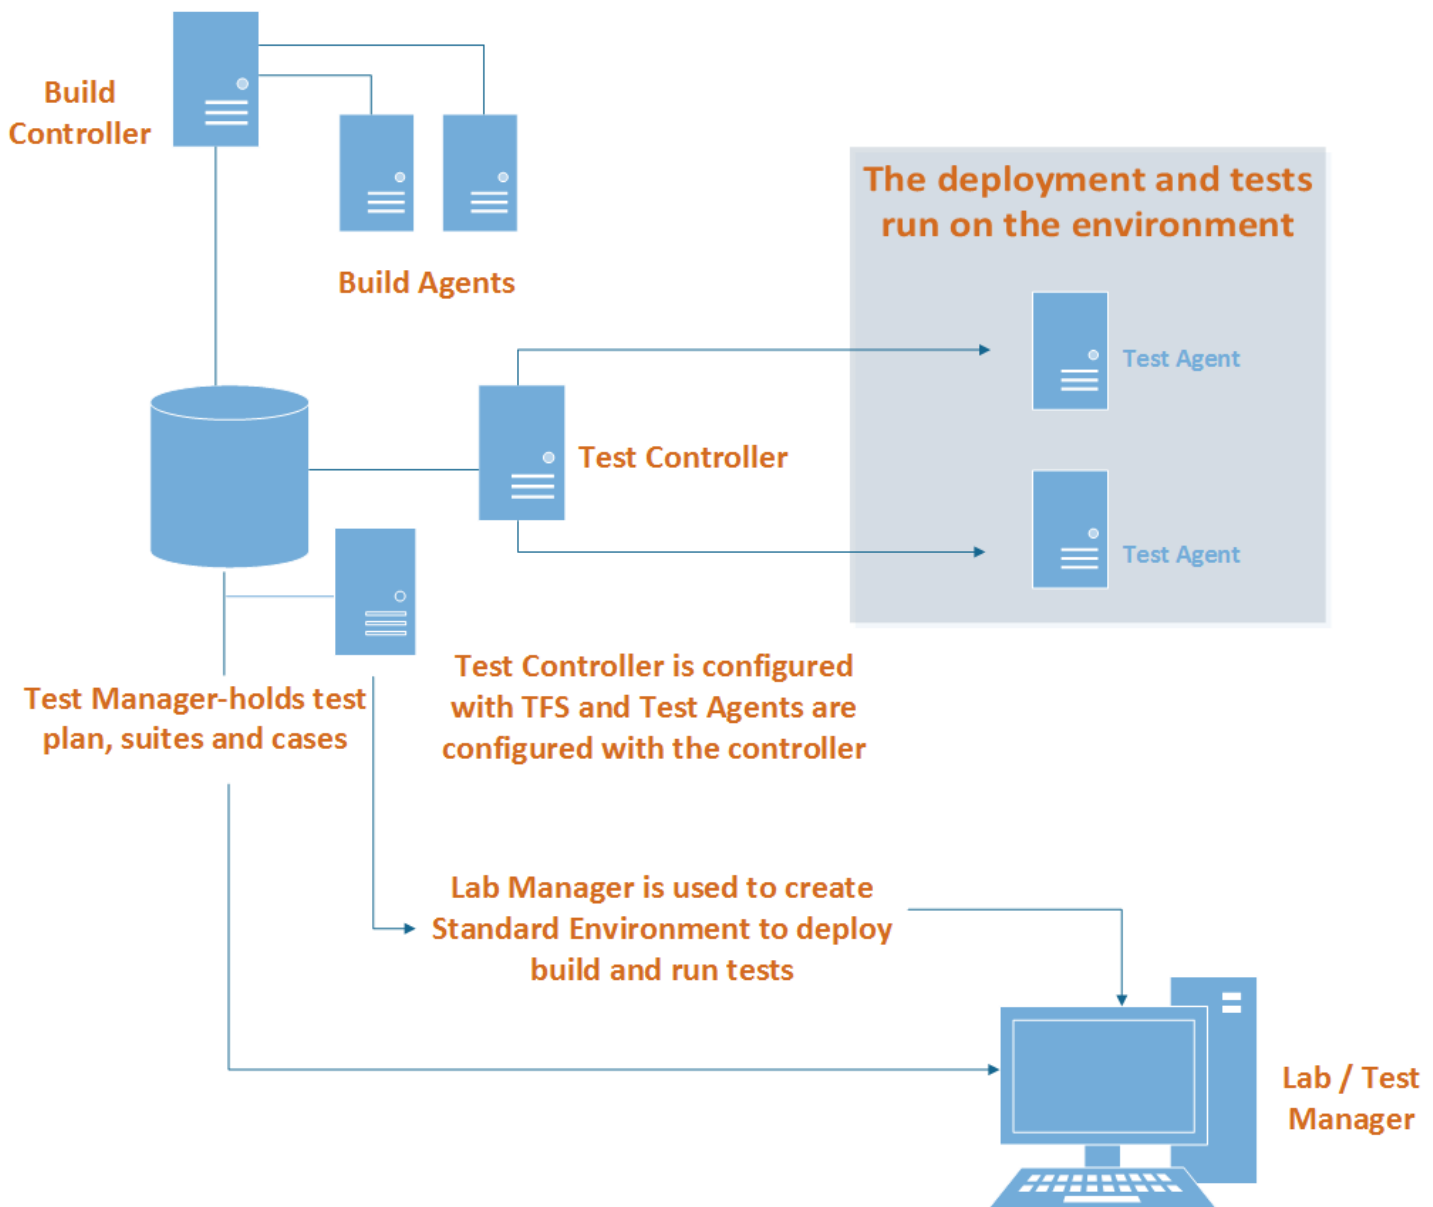 Build
Controller
Build Agents
The deployment and tests
run on the environment
Test Agent
Test Controller
Test Agent
Test Controller is configured
with TFS and Test Agents are
configured with the controller
Test Manager-holds test
plan, suites and cases
Lab Manager is used to create
Standard Environment to deploy
build and run tests
Lab / Test
Manager